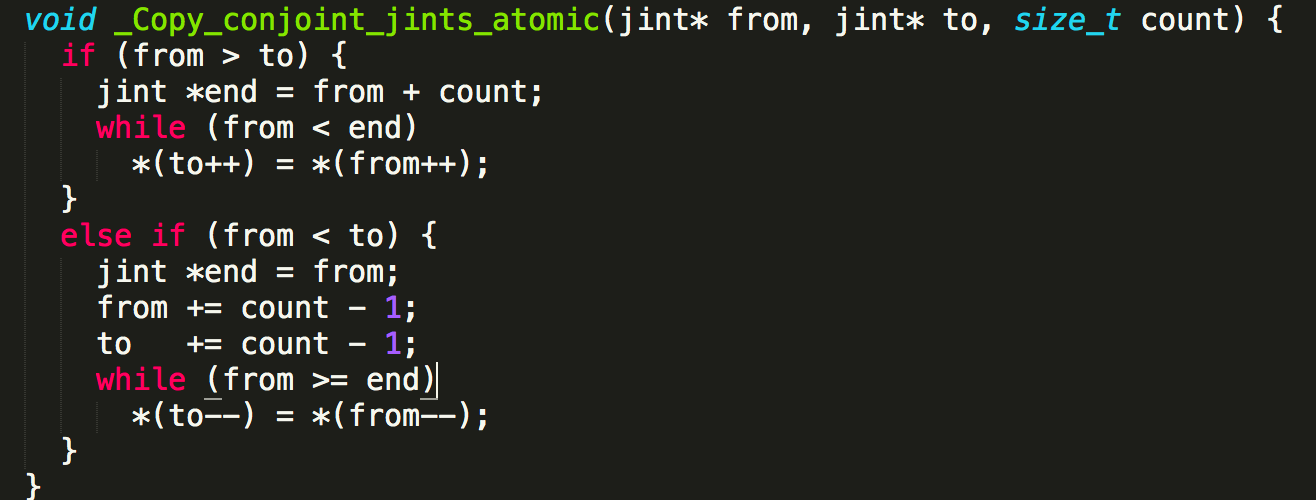 void _Copy_conjoint_jints_atomic(jint* from, jint* to, size_t count) {
  if (from > to) {
    jint *end = from + count;
    while (from < end)
      *(to++) = *(from++);
  }
  else if (from < to) {
    jint *end = from;
    from += count - 1;
    to   += count - 1;
    while (from >= end)
      *(to--) = *(from--);
  }
}